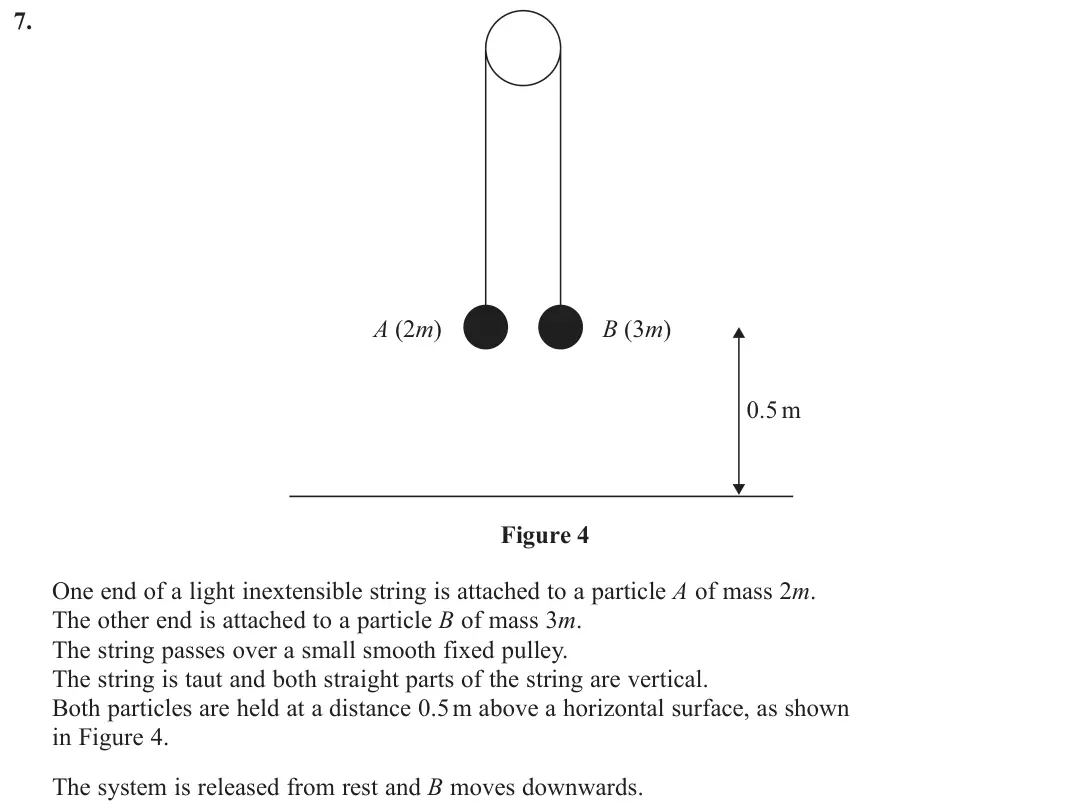 7.
A (2m)
B (3m)
0.5 m
Figure 4
One end of a light inextensible string is attached to a particle A of mass 2m.
The other end is attached to a particle B of mass 3m.
The string passes over a small smooth fixed pulley.
The string is taut and both straight parts of the string are vertical.
Both particles are held at a distance 0.5 m above a horizontal surface, as shown
in Figure 4.
The system is released from rest and B moves downwards.